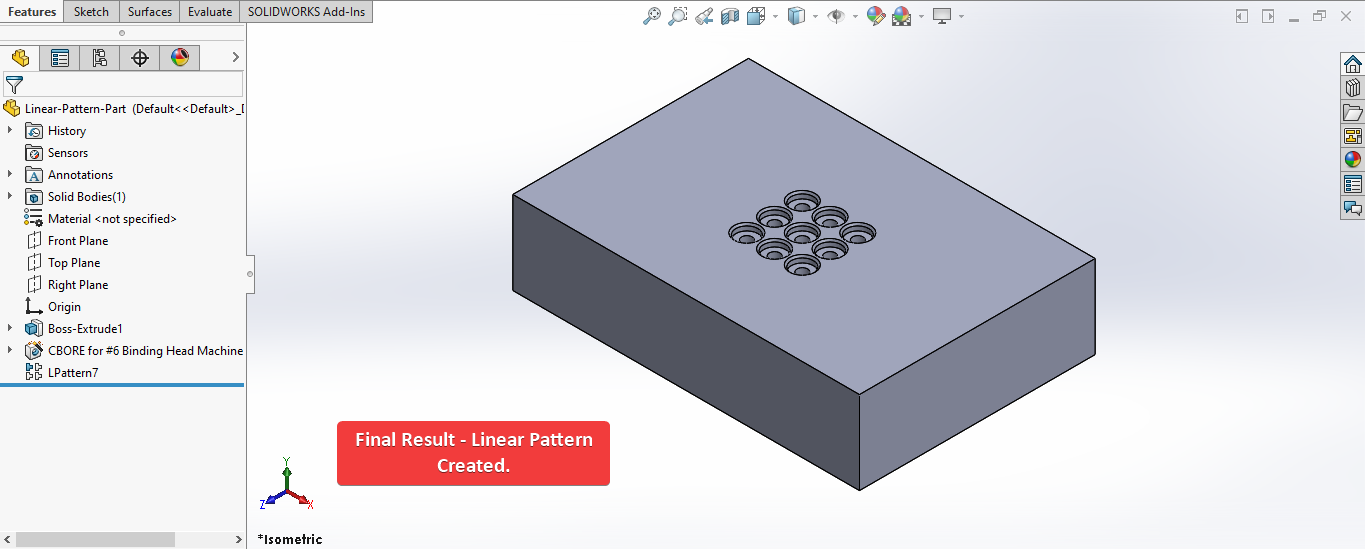 Features Sketch Surfaces Evaluate SOLIDWORKS Add-Ins
Linear-Pattern-Part (Default<<Default>_
History
Sensors
A Annotations
Solid Bodies(1)
Material <not specified>
Front Plane
Top Plane
Right Plane
Origin
Boss-Extrude1
CBORE for #6 Binding Head Machine
LPattern7
Final Result - Linear Pattern
Created.
Y
Z X
*Isometric